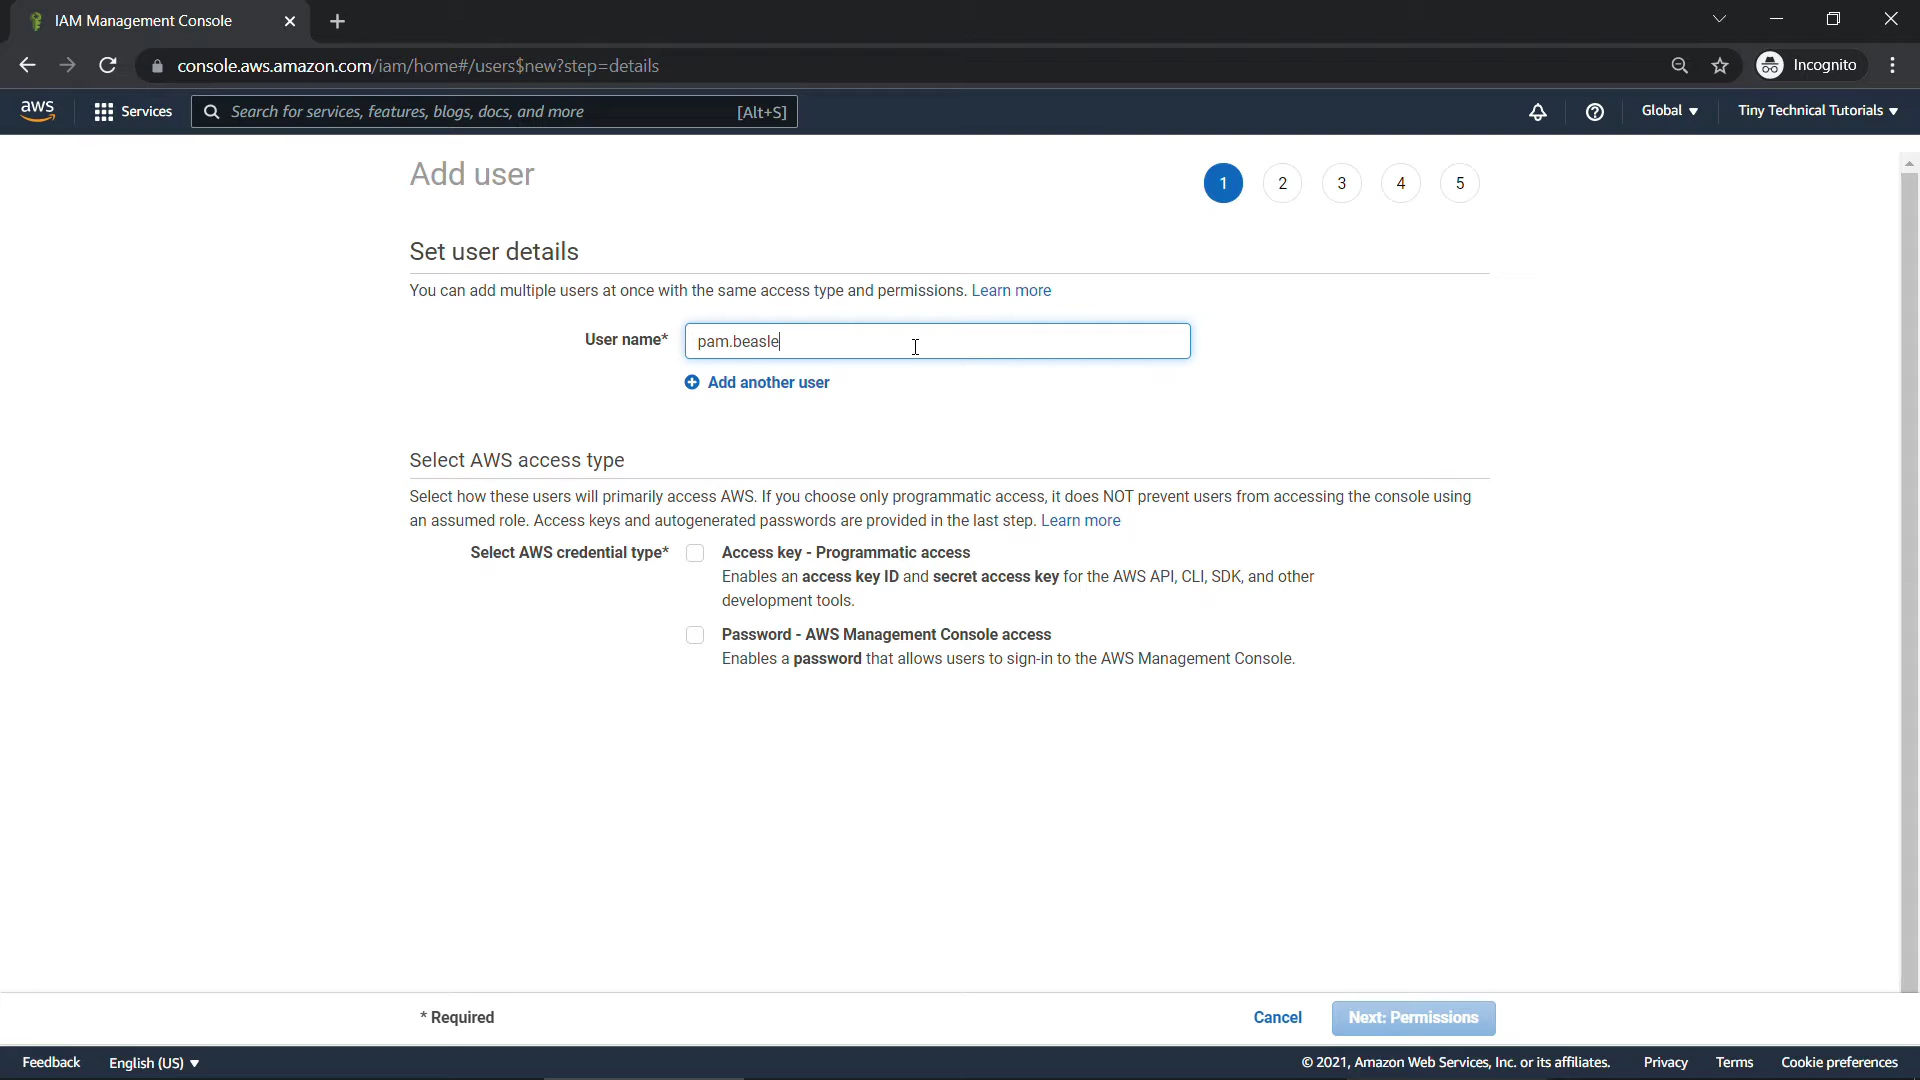 IAM Management Console
console.aws.amazon.com/iam/home#/users$new?step=details
Incognito
aws
Services
Search for services, features, blogs, docs, and more
[Alt+S]
Global
Tiny Technical Tutorials
Add user
1
2
3
4
5
Set user details
You can add multiple users at once with the same access type and permissions. Learn more
User name*
pam.beasle
Add another user
Select AWS access type
Select how these users will primarily access AWS. If you choose only programmatic access, it does NOT prevent users from accessing the console using
an assumed role. Access keys and autogenerated passwords are provided in the last step. Learn more
Select AWS credential type*
Access key - Programmatic access
Enables an access key ID and secret access key for the AWS API, CLI, SDK, and other
development tools.
Password - AWS Management Console access
Enables a password that allows users to sign-in to the AWS Management Console.
* Required
Cancel
Next: Permissions
Feedback
English (US)
© 2021, Amazon Web Services, Inc. or its affiliates.
Privacy
Terms
Cookie preferences